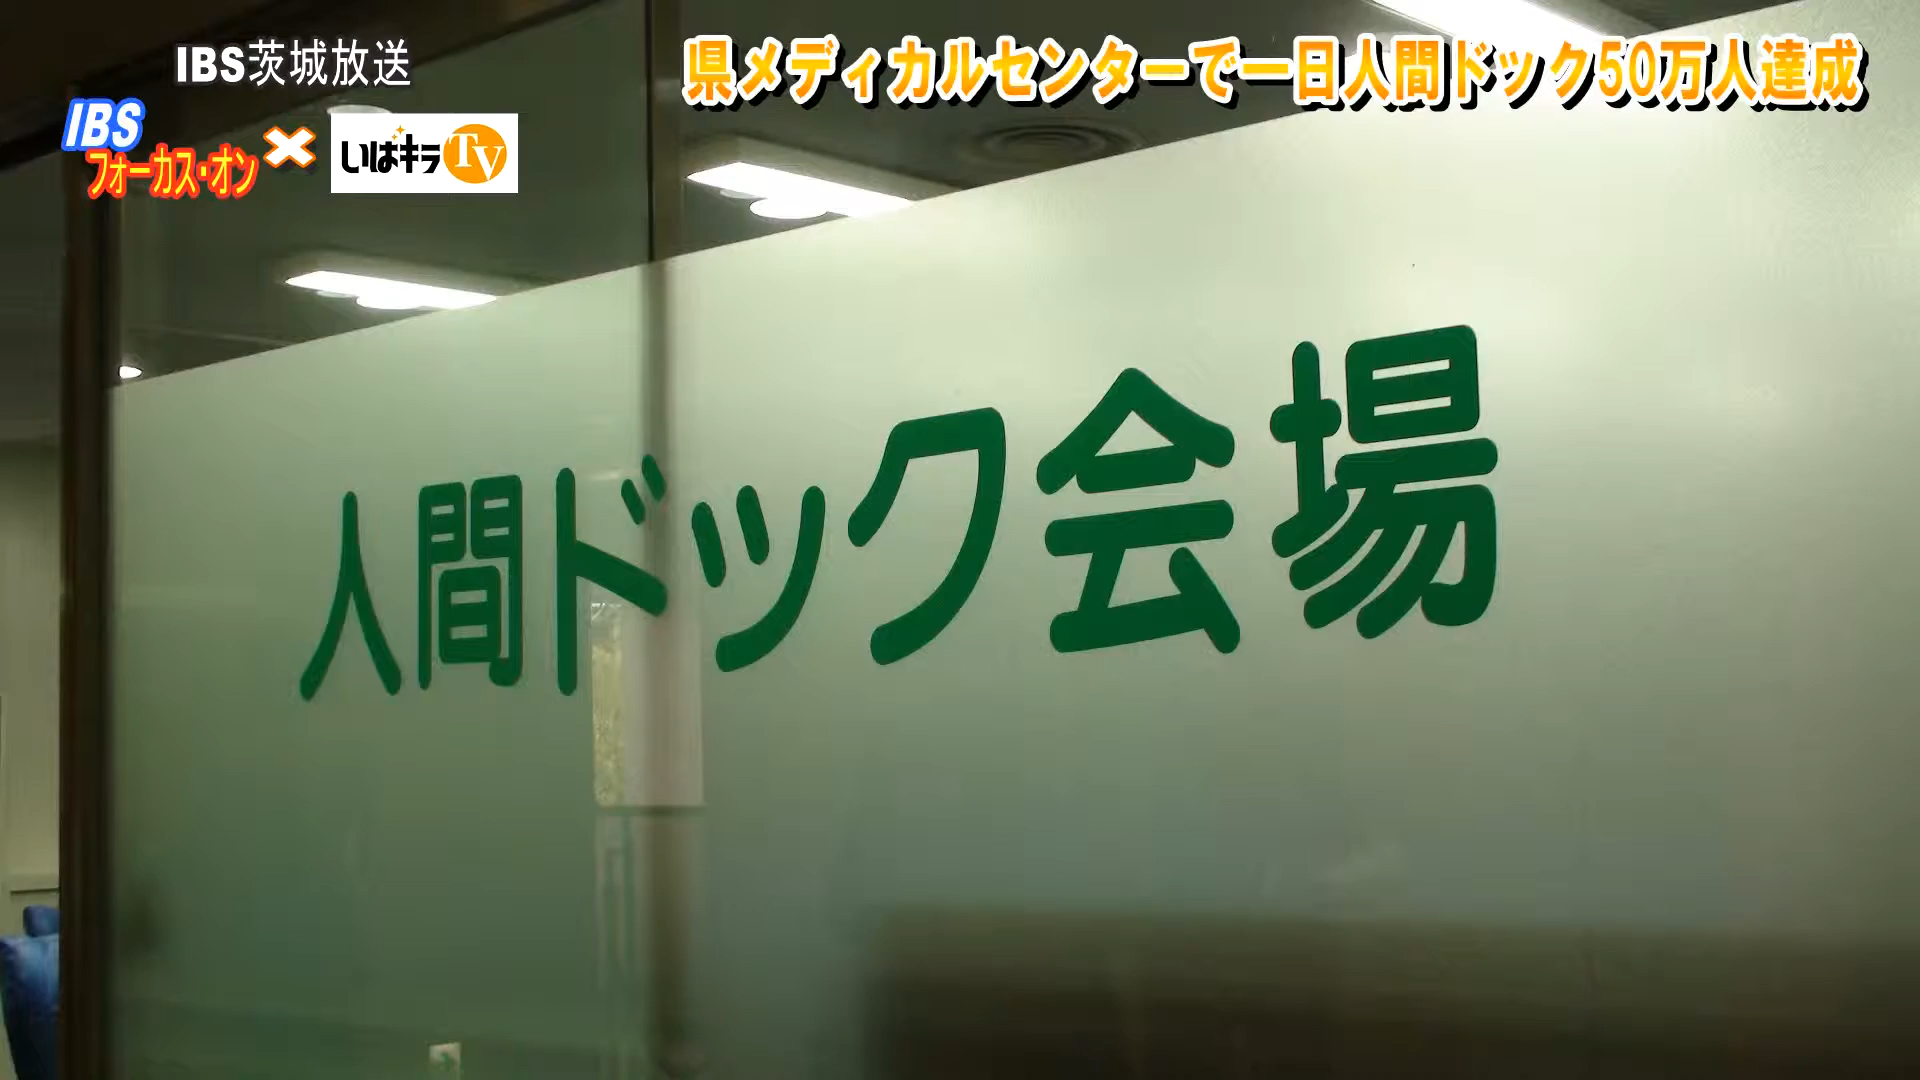 IBS茨城放送
県メディカルセンターで一日人間ドック50万人達成
IBS
フォーカス・オン
×
いばキラTV
人間ドック会場